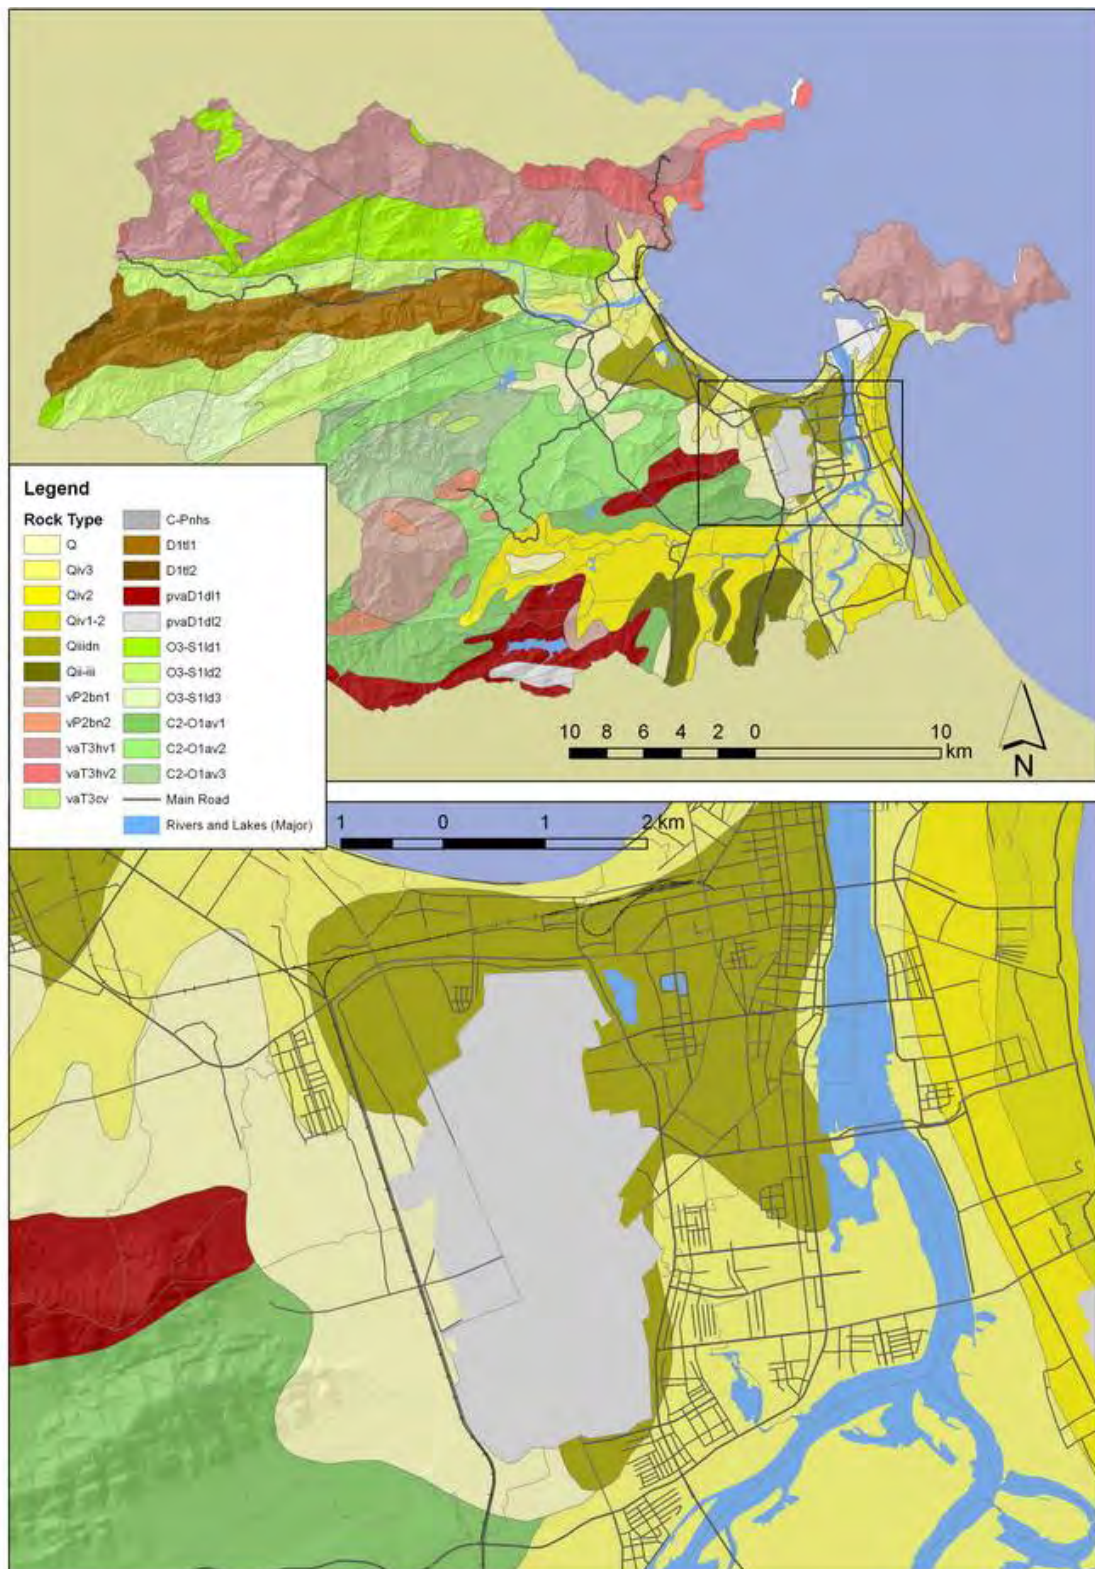 10 8 6 4 2 0 10
km
N
Legend
Rock Type
Q
Qiv3
Qiv2
Qiv1-2
Qiiidn
Qii-iii
vP2bn1
vP2bn2
vaT3hv1
vaT3hv2
vaT3cv
C-Pnhs
D1tl1
D1tl2
pvaD1dl1
pvaD1dl2
O3-S1ld1
O3-S1ld2
O3-S1ld3
C2-O1av1
C2-O1av2
C2-O1av3
Main Road
Rivers and Lakes (Major)
1 0 1 2 km